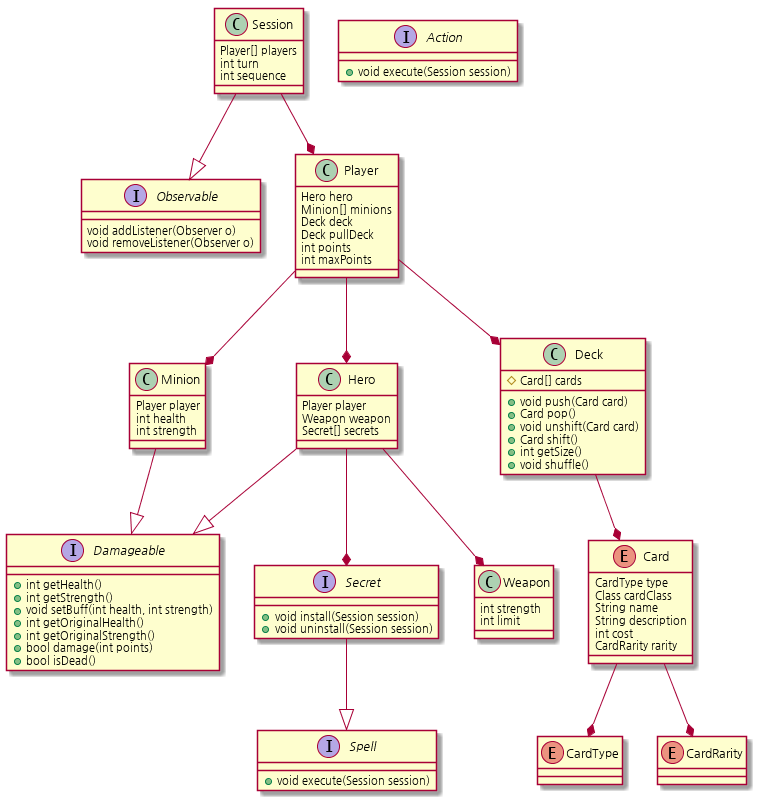 C Session
Player[] players
int turn
int sequence
I Action
void execute(Session session)
C Player
Hero hero
Minion[] minions
Deck deck
Deck pullDeck
int points
int maxPoints
I Observable
void addListener(Observer o)
void removeListener(Observer o)
C Minion
Player player
int health
int strength
C Hero
Player player
Weapon weapon
Secret[] secrets
C Deck
Card[] cards
void push(Card card)
Card pop()
void unshift(Card card)
Card shift()
int getSize()
void shuffle()
I Damageable
int getHealth()
int getStrength()
void setBuff(int health, int strength)
int getOriginalHealth()
int getOriginalStrength()
bool damage(int points)
bool isDead()
I Secret
void install(Session session)
void uninstall(Session session)
C Weapon
int strength
int limit
E Card
CardType type
Class cardClass
String name
String description
int cost
CardRarity rarity
I Spell
void execute(Session session)
E CardType
E CardRarity